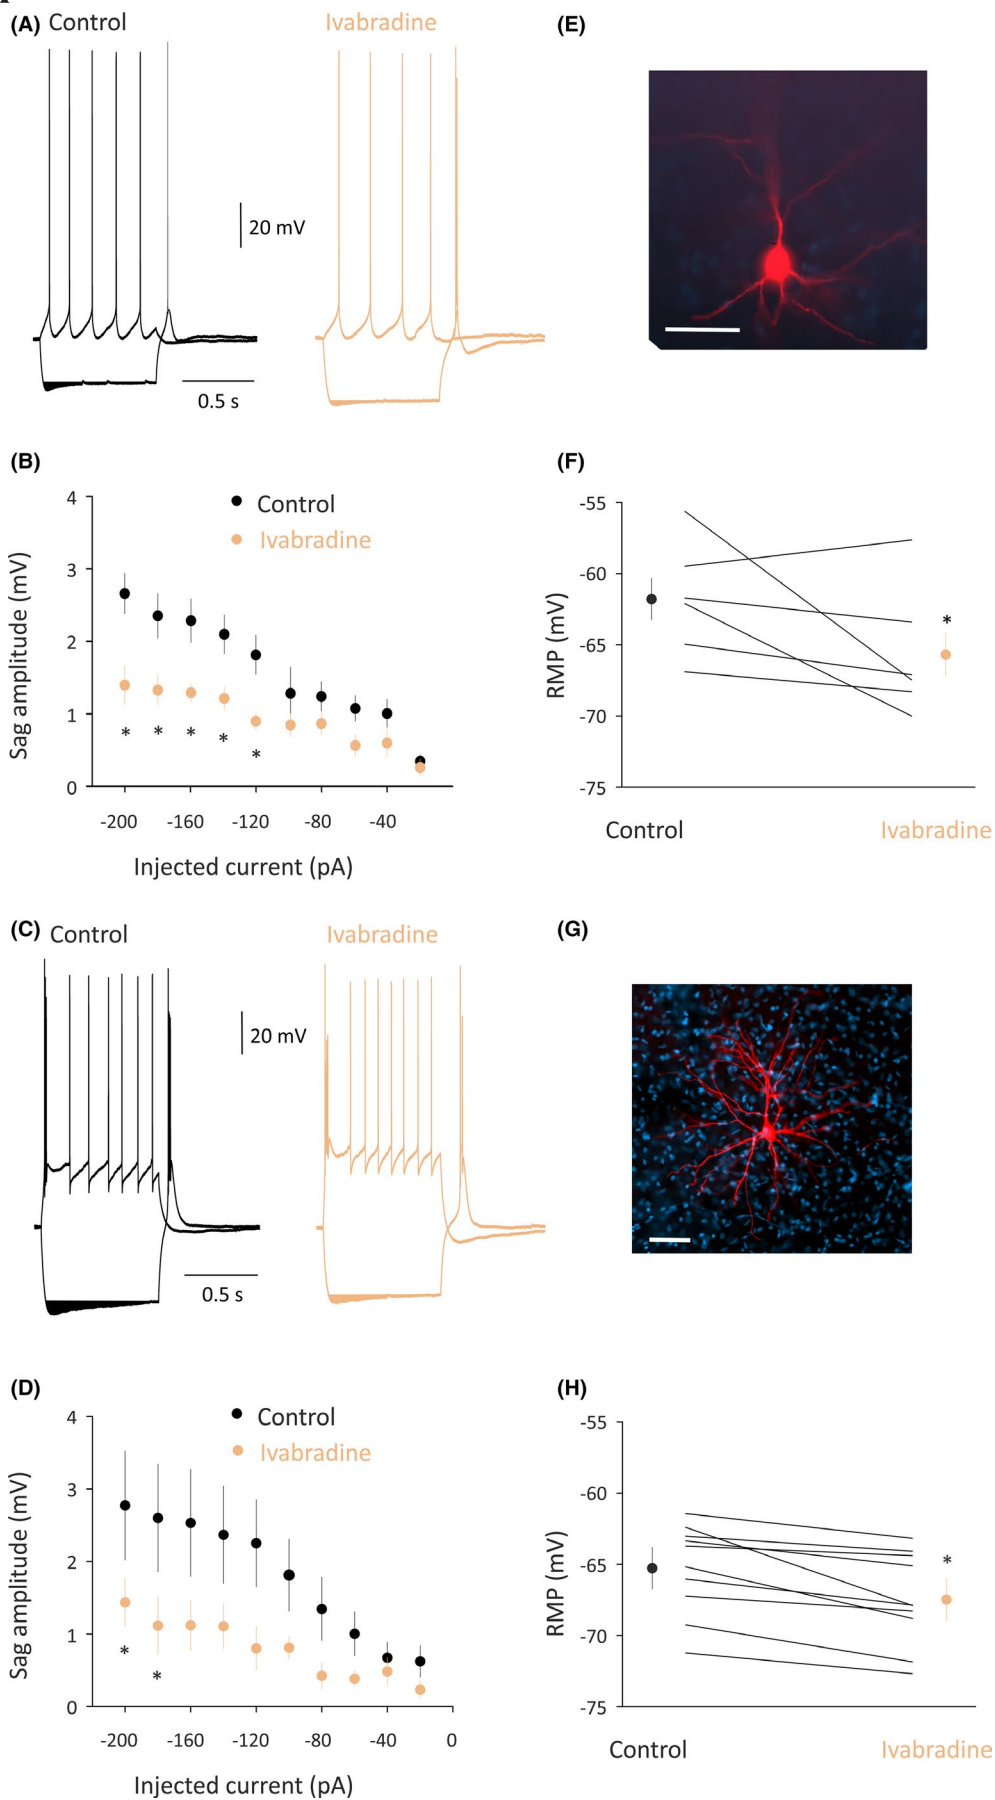 (A) Control
Ivabradine
20 mV
0.5 s
(E)
(B)
Sag amplitude (mV)
4
3
2
1
0
Control
Ivabradine
* * * * *
-200 -160 -120 -80 -40
Injected current (pA)
(F)
RMP (mV)
-55
-60
-65
-70
-75
*
Control Ivabradine
(C) Control
Ivabradine
20 mV
0.5 s
(G)
(D)
Sag amplitude (mV)
4
3
2
1
0
Control
Ivabradine
* *
-200 -160 -120 -80 -40 0
Injected current (pA)
(H)
RMP (mV)
-55
-60
-65
-70
-75
*
Control Ivabradine